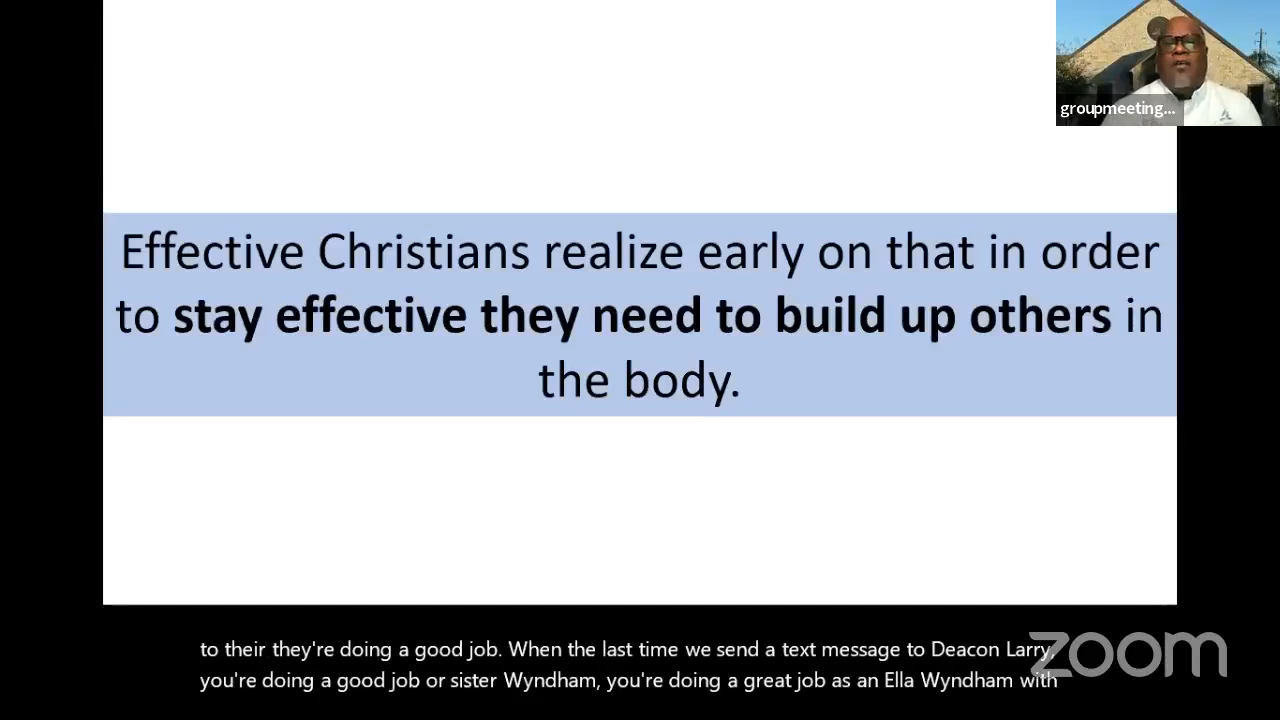 groupmeeting...
Effective Christians realize early on that in order
to stay effective they need to build up others in
the body.
to their they're doing a good job. When the last time we send a text message to Deacon Larry,
you're doing a good job or sister Wyndham, you're doing a great job as an Ella Wyndham with
zoom